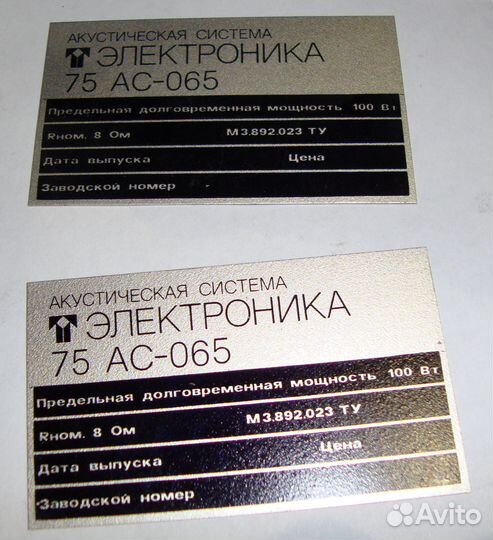 АКУСТИЧЕСКАЯ СИСТЕМА
ЭЛЕКТРОНИКА
75 АС-065
Предельная долговременная мощность 100 Вт
Rном. 8 Ом М3.892.023 ТУ
Дата выпуска Цена
Заводской номер
АКУСТИЧЕСКАЯ СИСТЕМА
ЭЛЕКТРОНИКА
75 АС-065
Предельная долговременная мощность 100 Вт
Rном. 8 Ом М3.892.023 ТУ
Дата выпуска Цена
Заводской номер
Avito